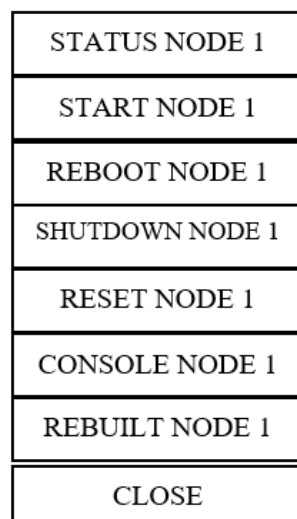 STATUS NODE 1
START NODE 1
REBOOT NODE 1
SHUTDOWN NODE 1
RESET NODE 1
CONSOLE NODE 1
REBUILT NODE 1
CLOSE